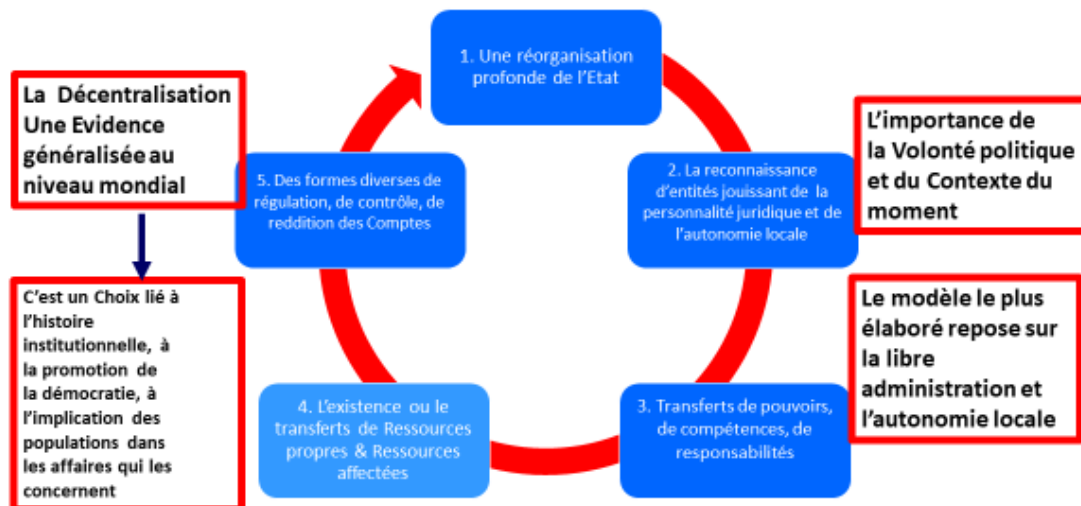 1. Une réorganisation
profonde de l'Etat
La Décentralisation
Une Evidence
généralisée au
niveau mondial
L'importance de
la Volonté politique
et du Contexte du
moment
5. Des formes diverses de
régulation, de contrôle, de
reddition des Comptes
2. La reconnaissance
d'entités jouissant de la
personnalité juridique et de
l'autonomie locale
C'est un Choix lié à
l'histoire
institutionnelle, à
la promotion de
la démocratie, à
l'implication des
populations dans
les affaires qui les
concernent
Le modèle le plus
élaboré repose sur
la libre
administration et
l'autonomie locale
4. L'existence ou le
transferts de Ressources
propres & Ressources
affectées
3. Transferts de pouvoirs,
de compétences, de
responsabilités